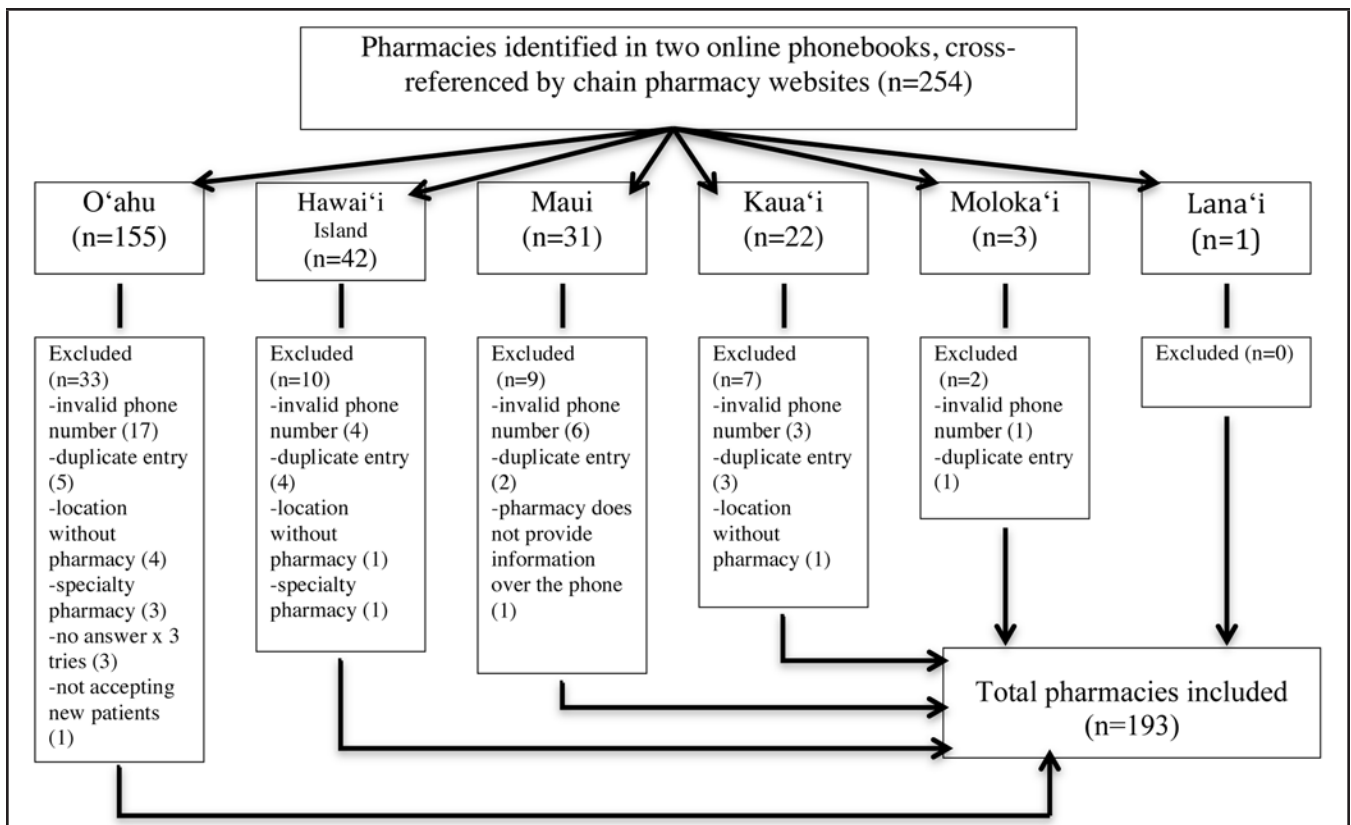 Pharmacies identified in two online phonebooks, cross-
referenced by chain pharmacy websites (n=254)
O‘ahu
(n=155)
Hawai‘i
Island
(n=42)
Maui
(n=31)
Kaua‘i
(n=22)
Moloka‘i
(n=3)
Lana‘i
(n=1)
Excluded
(n=33)
-invalid phone
number (17)
-duplicate entry
(5)
-location
without
pharmacy (4)
-specialty
pharmacy (3)
-no answer x 3
tries (3)
-not accepting
new patients
(1)
Excluded
(n=10)
-invalid phone
number (4)
-duplicate entry
(4)
-location
without
pharmacy (1)
-specialty
pharmacy (1)
Excluded
(n=9)
-invalid phone
number (6)
-duplicate entry
(2)
-pharmacy does
not provide
information
over the phone
(1)
Excluded
(n=7)
-invalid phone
number (3)
-duplicate entry
(3)
-location
without
pharmacy (1)
Excluded
(n=2)
-invalid phone
number (1)
-duplicate entry
(1)
Excluded (n=0)
Total pharmacies included
(n=193)